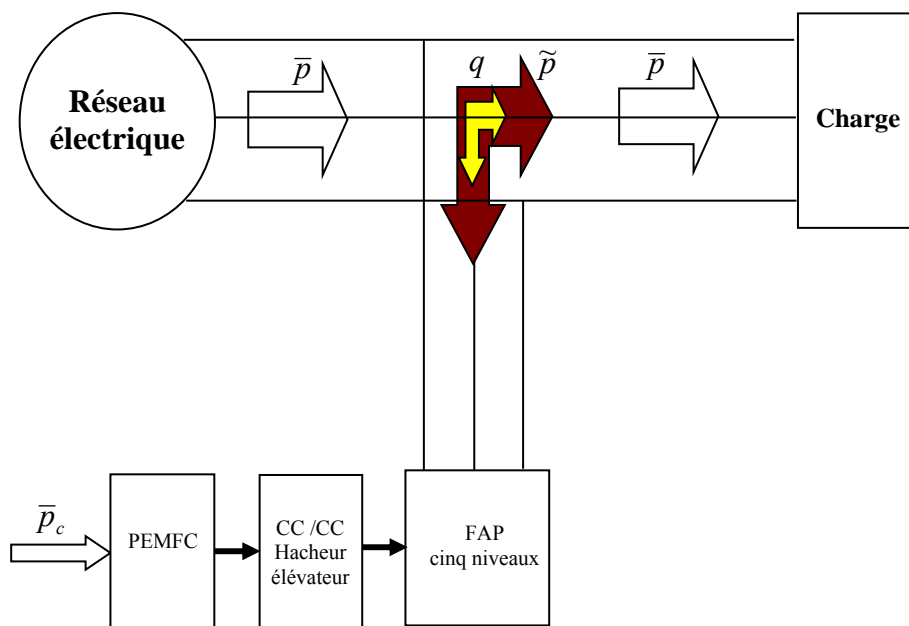 p̅ q p̃ p̅
Réseau
électrique
Charge
p̅c
PEMFC
CC /CC
Hacheur
élévateur
FAP
cinq niveaux